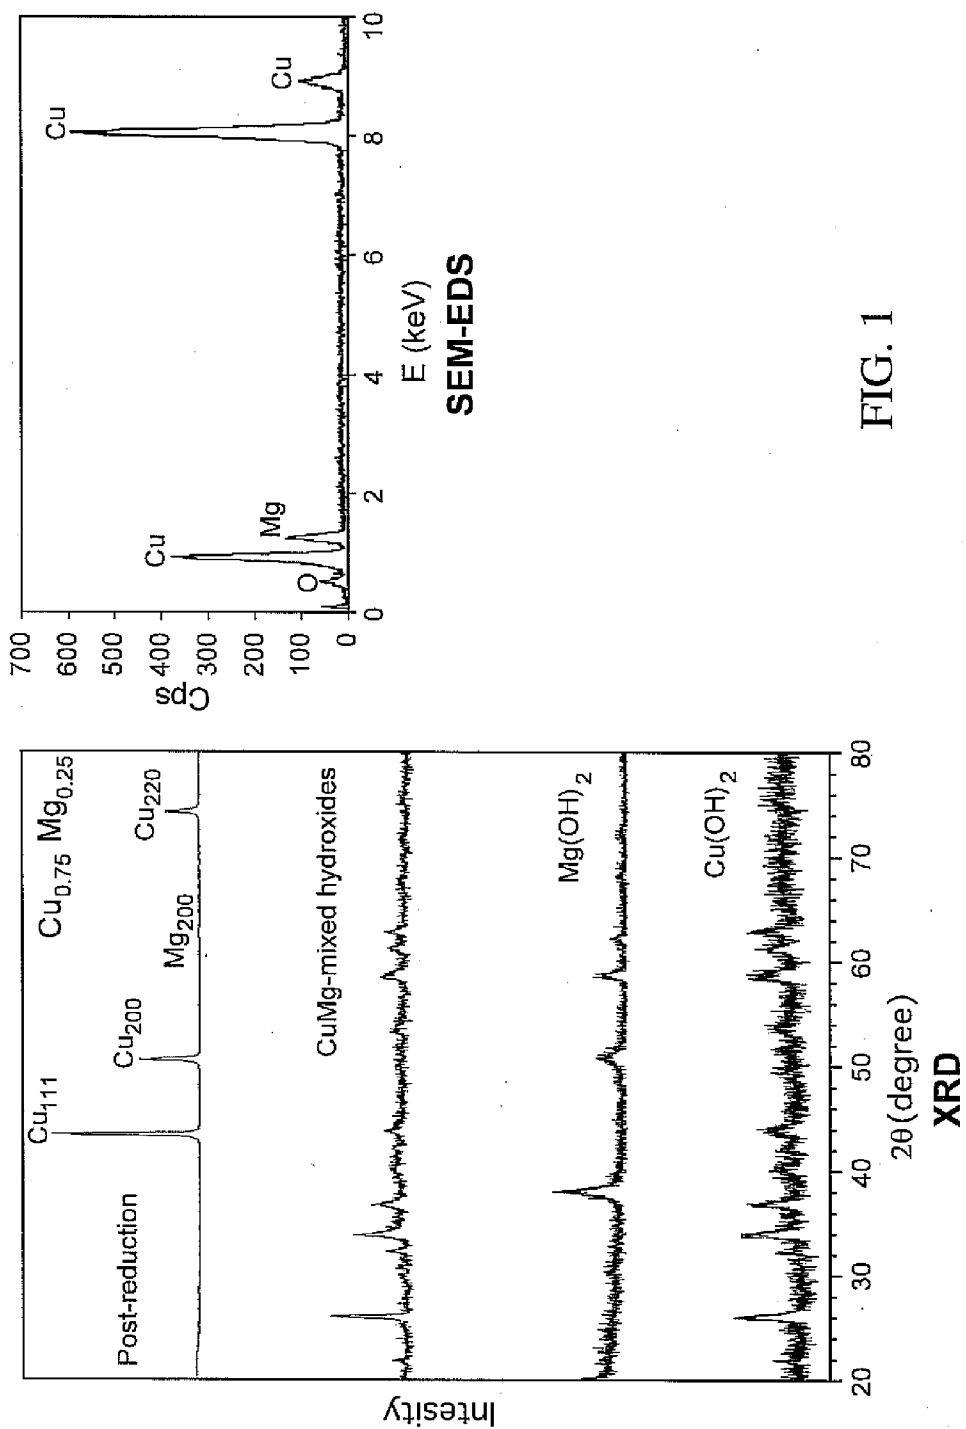 Intesity
Cu0.75 Mg0.25
Post-reduction
Cu111
Cu200
Mg200
Cu220
CuMg-mixed hydroxides
Mg(OH)2
Cu(OH)2
20 30 40 50 60 70 80
2θ(degree)
XRD
Cps
700
600
500
400
300
200
100
0
O
Cu
Mg
Cu
Cu
0 2 4 6 8 10
E (keV)
SEM-EDS
FIG. 1